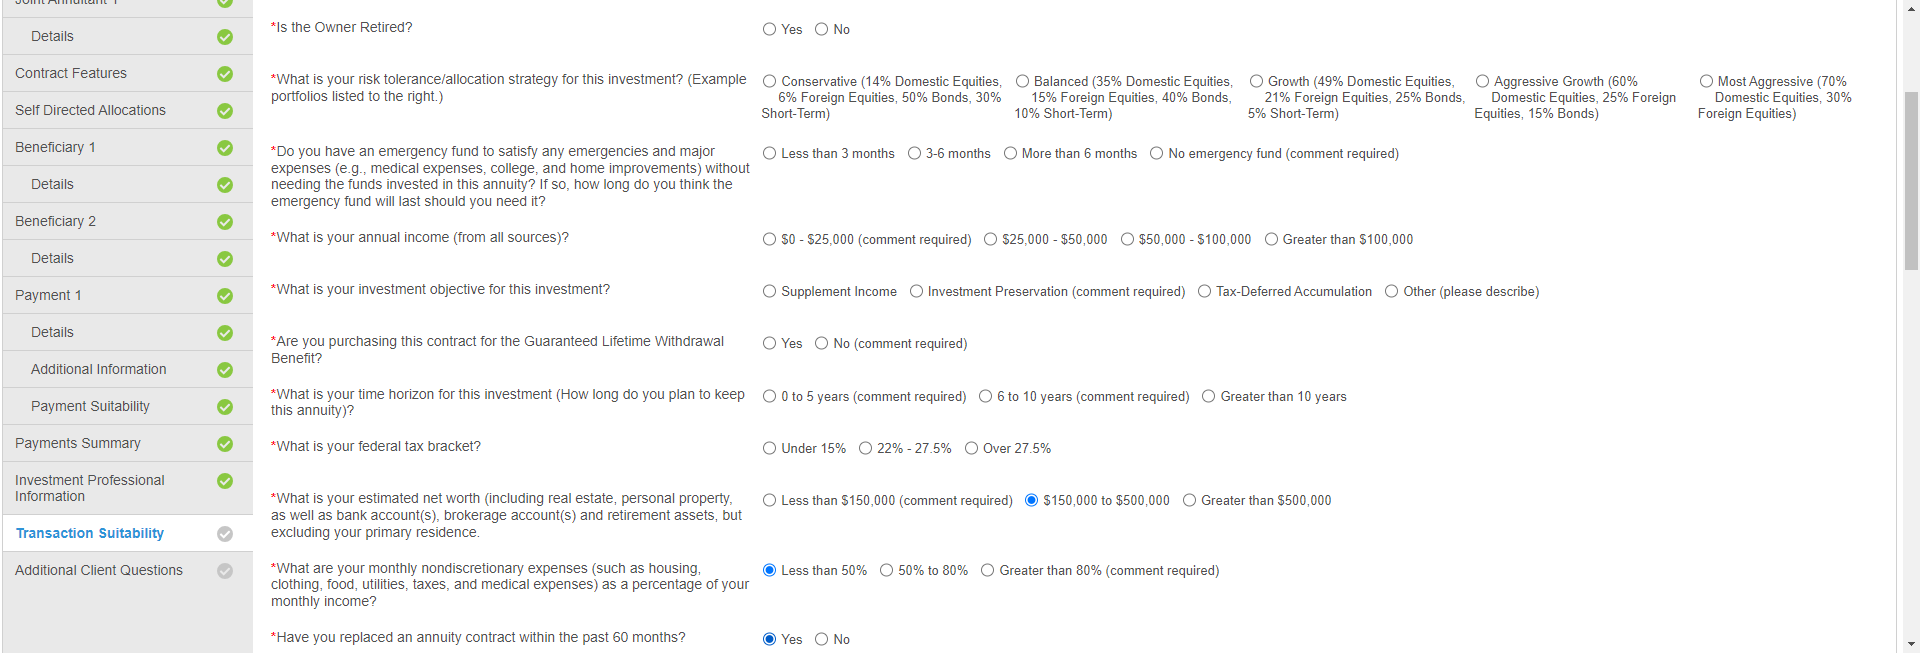 Joint Annuitant 1
Details
Contract Features
Self Directed Allocations
Beneficiary 1
Details
Beneficiary 2
Details
Payment 1
Details
Additional Information
Payment Suitability
Payments Summary
Investment Professional
Information
Transaction Suitability
Additional Client Questions
*Is the Owner Retired?
Yes No
*What is your risk tolerance/allocation strategy for this investment? (Example
portfolios listed to the right.)
Conservative (14% Domestic Equities,
6% Foreign Equities, 50% Bonds, 30%
Short-Term)
Balanced (35% Domestic Equities,
15% Foreign Equities, 40% Bonds,
10% Short-Term)
Growth (49% Domestic Equities,
21% Foreign Equities, 25% Bonds,
5% Short-Term)
Aggressive Growth (60%
Domestic Equities, 25% Foreign
Equities, 15% Bonds)
Most Aggressive (70%
Domestic Equities, 30%
Foreign Equities)
*Do you have an emergency fund to satisfy any emergencies and major
expenses (e.g., medical expenses, college, and home improvements) without
needing the funds invested in this annuity? If so, how long do you think the
emergency fund will last should you need it?
Less than 3 months 3-6 months More than 6 months No emergency fund (comment required)
*What is your annual income (from all sources)?
$0 - $25,000 (comment required) $25,000 - $50,000 $50,000 - $100,000 Greater than $100,000
*What is your investment objective for this investment?
Supplement Income Investment Preservation (comment required) Tax-Deferred Accumulation Other (please describe)
*Are you purchasing this contract for the Guaranteed Lifetime Withdrawal
Benefit?
Yes No (comment required)
*What is your time horizon for this investment (How long do you plan to keep
this annuity)?
0 to 5 years (comment required) 6 to 10 years (comment required) Greater than 10 years
*What is your federal tax bracket?
Under 15% 22% - 27.5% Over 27.5%
*What is your estimated net worth (including real estate, personal property,
as well as bank account(s), brokerage account(s) and retirement assets, but
excluding your primary residence.
Less than $150,000 (comment required) $150,000 to $500,000 Greater than $500,000
*What are your monthly nondiscretionary expenses (such as housing,
clothing, food, utilities, taxes, and medical expenses) as a percentage of your
monthly income?
Less than 50% 50% to 80% Greater than 80% (comment required)
*Have you replaced an annuity contract within the past 60 months?
Yes No